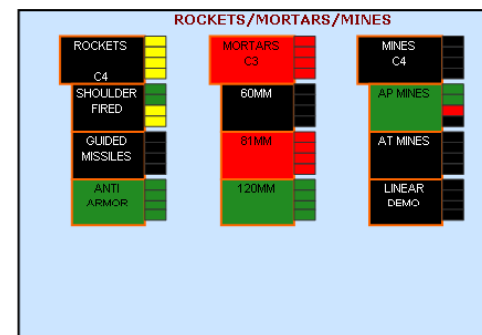 ROCKETS/MORTARS/MINES
ROCKETS
C4
SHOULDER
FIRED
GUIDED
MISSILES
ANTI
ARMOR
MORTARS
C3
60MM
81MM
120MM
MINES
C4
AP MINES
AT MINES
LINEAR
DEMO